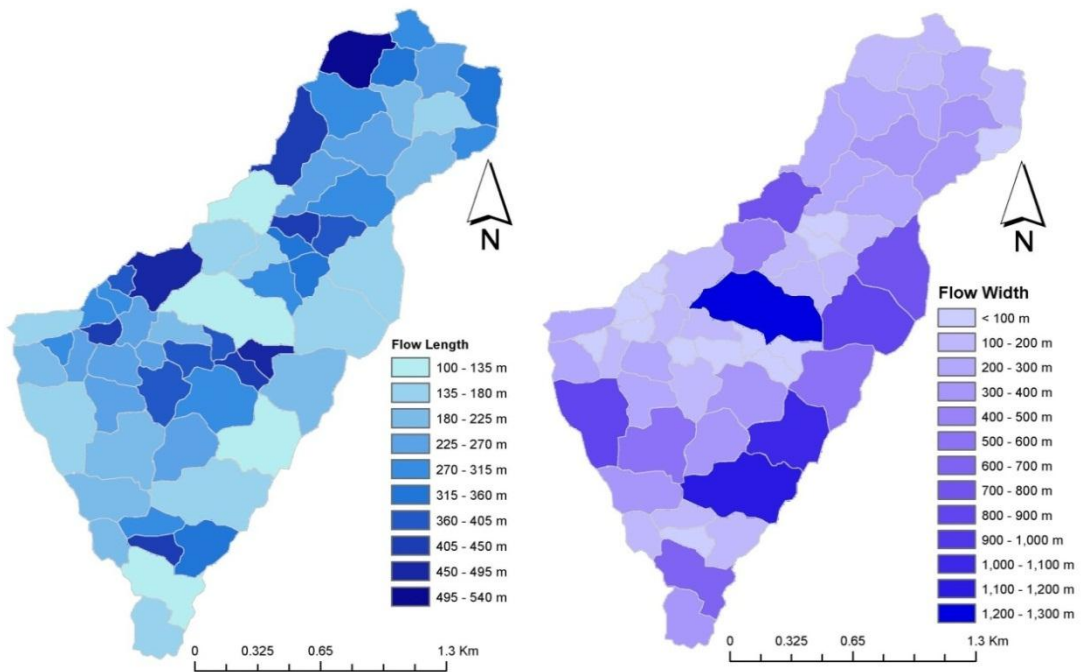 N
Flow Length
100 - 135 m
135 - 180 m
180 - 225 m
225 - 270 m
270 - 315 m
315 - 360 m
360 - 405 m
405 - 450 m
450 - 495 m
495 - 540 m
0 0.325 0.65 1.3 Km
N
Flow Width
< 100 m
100 - 200 m
200 - 300 m
300 - 400 m
400 - 500 m
500 - 600 m
600 - 700 m
700 - 800 m
800 - 900 m
900 - 1,000 m
1,000 - 1,100 m
1,100 - 1,200 m
1,200 - 1,300 m
0 0.325 0.65 1.3 Km